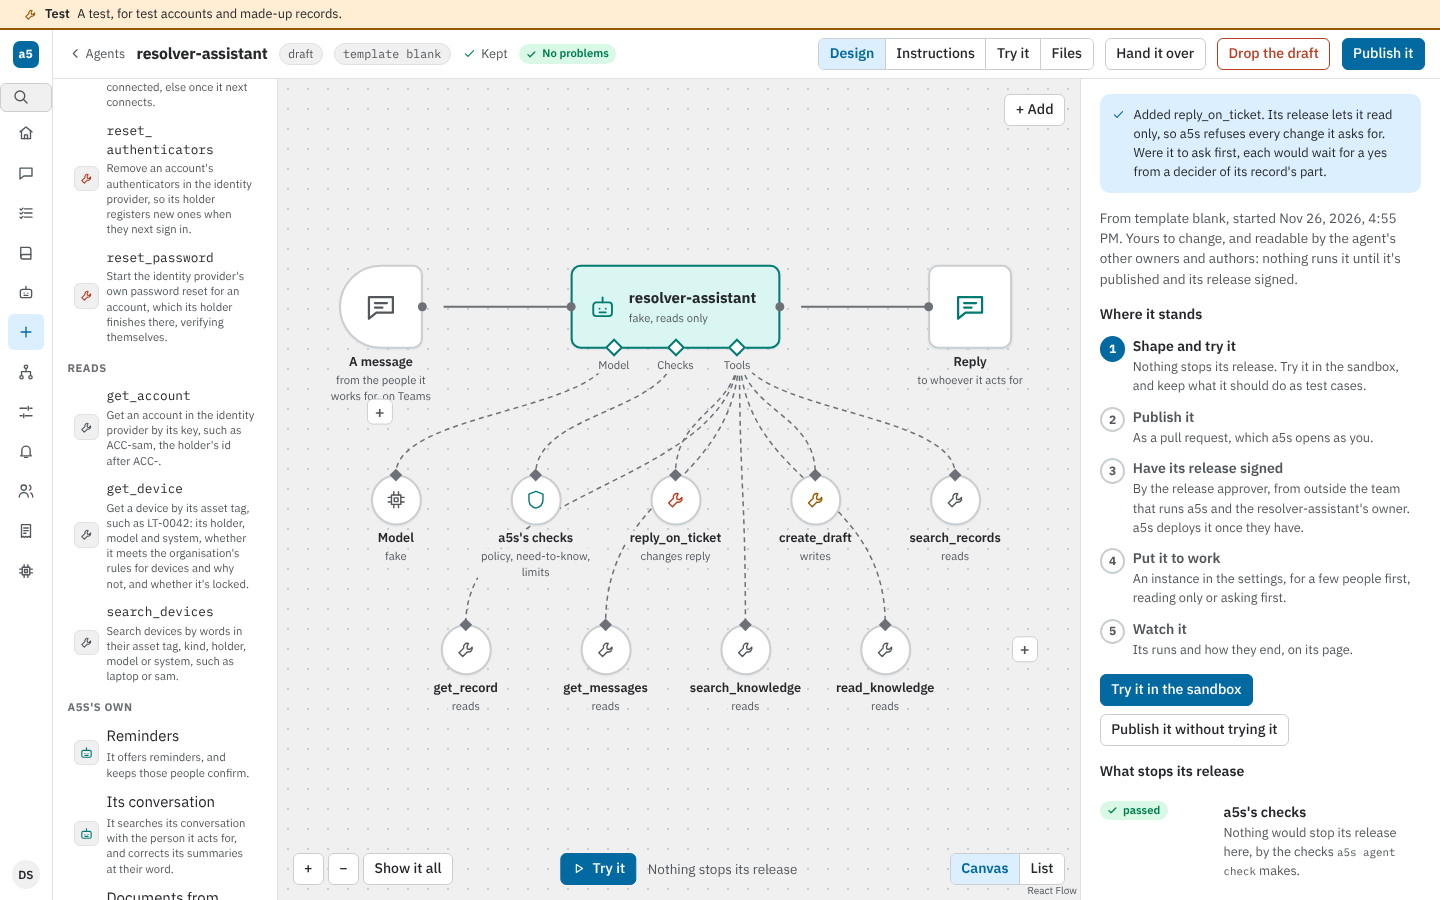 Test A test, for test accounts and made-up records.
a5
Agents
resolver-assistant
draft
template blank
Kept
No problems
Design
Instructions
Try it
Files
Hand it over
Drop the draft
Publish it
connected, else once it next
connects.
reset_
authenticators
Remove an account's
authenticators in the identity
provider, so its holder
registers new ones when
they next sign in.
reset_password
Start the identity provider's
own password reset for an
account, which its holder
finishes there, verifying
themselves.
READS
get_account
Get an account in the identity
provider by its key, such as
ACC-sam, the holder's id
after ACC-.
get_device
Get a device by its asset tag,
such as LT-0042: its holder,
model and system, whether
it meets the organisation's
rules for devices and why
not, and whether it's locked.
search_devices
Search devices by words in
their asset tag, kind, holder,
model or system, such as
laptop or sam.
A5S'S OWN
Reminders
It offers reminders, and
keeps those people confirm.
Its conversation
It searches its conversation
with the person it acts for,
and corrects its summaries
at their word.
Documents from
DS
+ Add
A message
from the people it
works for, on Teams
+
resolver-assistant
fake, reads only
Model
Checks
Tools
Reply
to whoever it acts for
Model
fake
a5s's checks
policy, need-to-know,
limits
reply_on_ticket
changes reply
create_draft
writes
search_records
reads
get_record
reads
get_messages
reads
search_knowledge
reads
read_knowledge
reads
+
+
−
Show it all
Try it
Nothing stops its release
Canvas
List
React Flow
Added reply_on_ticket. Its release lets it read
only, so a5s refuses every change it asks for.
Were it to ask first, each would wait for a yes
from a decider of its record's part.
From template blank, started Nov 26, 2026, 4:55
PM. Yours to change, and readable by the agent's
other owners and authors: nothing runs it until it's
published and its release signed.
Where it stands
1
Shape and try it
Nothing stops its release. Try it in the sandbox,
and keep what it should do as test cases.
2
Publish it
As a pull request, which a5s opens as you.
3
Have its release signed
By the release approver, from outside the team
that runs a5s and the resolver-assistant's owner.
a5s deploys it once they have.
4
Put it to work
An instance in the settings, for a few people first,
reading only or asking first.
5
Watch it
Its runs and how they end, on its page.
Try it in the sandbox
Publish it without trying it
What stops its release
passed
a5s's checks
Nothing would stop its release
here, by the checks a5s agent
check makes.